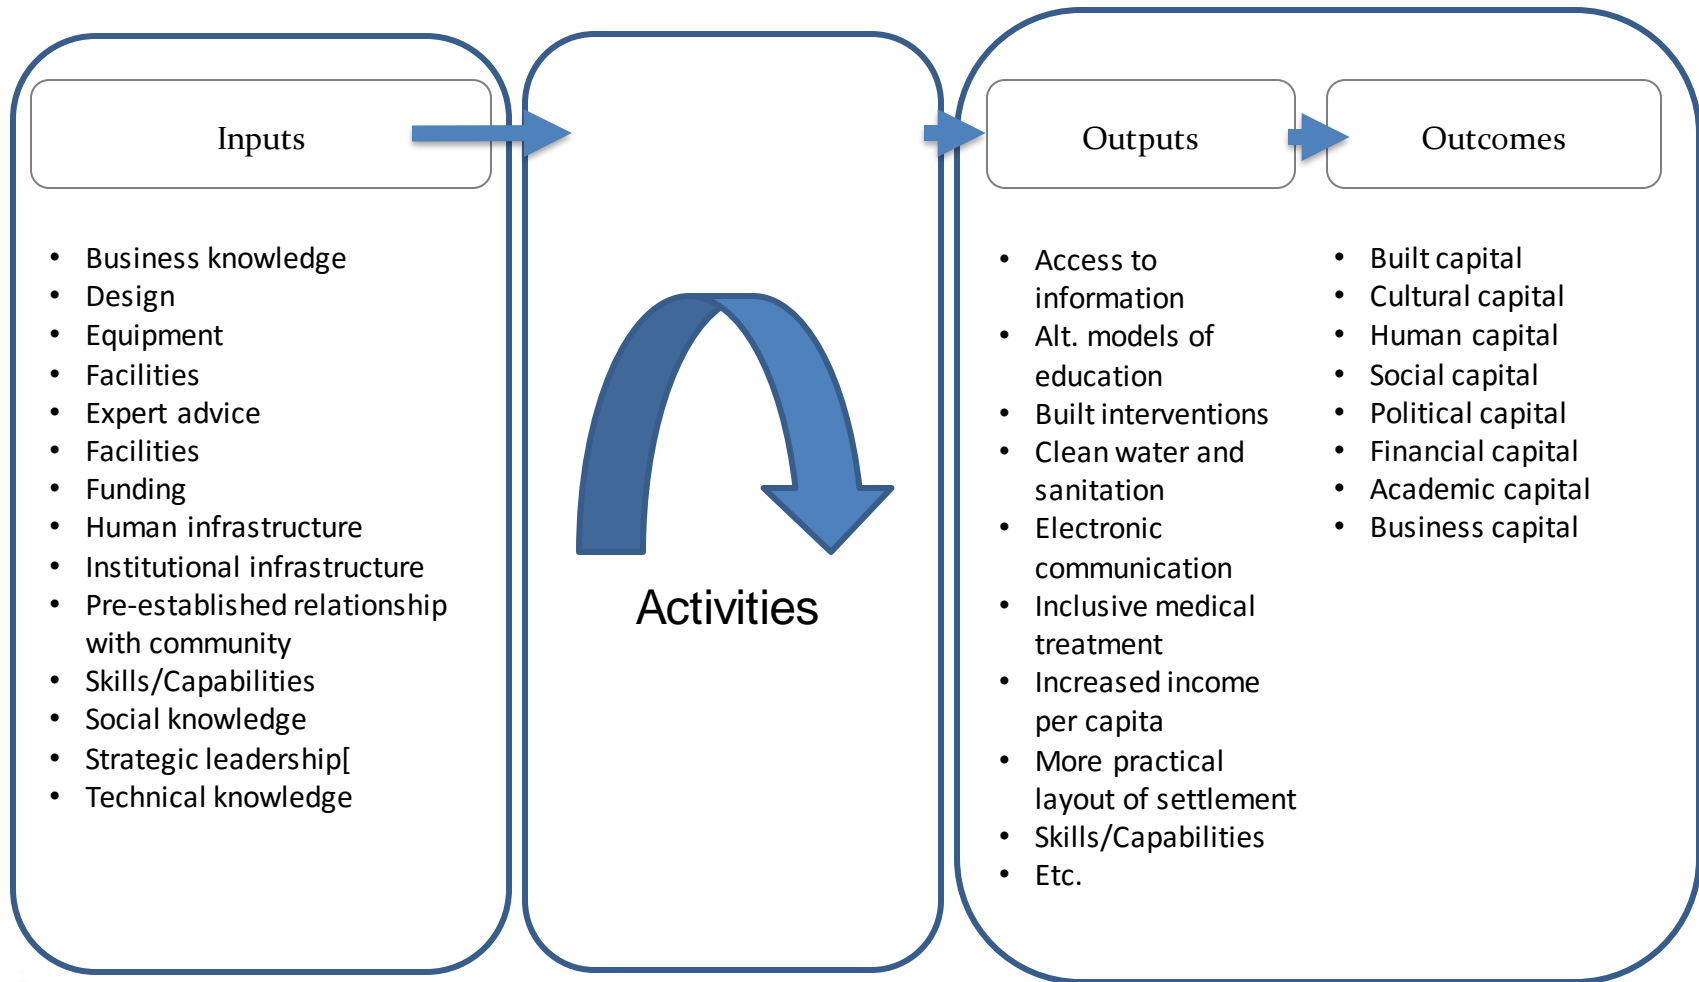 Inputs
• Business knowledge
• Design
• Equipment
• Facilities
• Expert advice
• Facilities
• Funding
• Human infrastructure
• Institutional infrastructure
• Pre-established relationship
with community
• Skills/Capabilities
• Social knowledge
• Strategic leadership[
• Technical knowledge
Activities
Outputs
• Access to
information
• Alt. models of
education
• Built interventions
• Clean water and
sanitation
• Electronic
communication
• Inclusive medical
treatment
• Increased income
per capita
• More practical
layout of settlement
• Skills/Capabilities
• Etc.
Outcomes
• Built capital
• Cultural capital
• Human capital
• Social capital
• Political capital
• Financial capital
• Academic capital
• Business capital